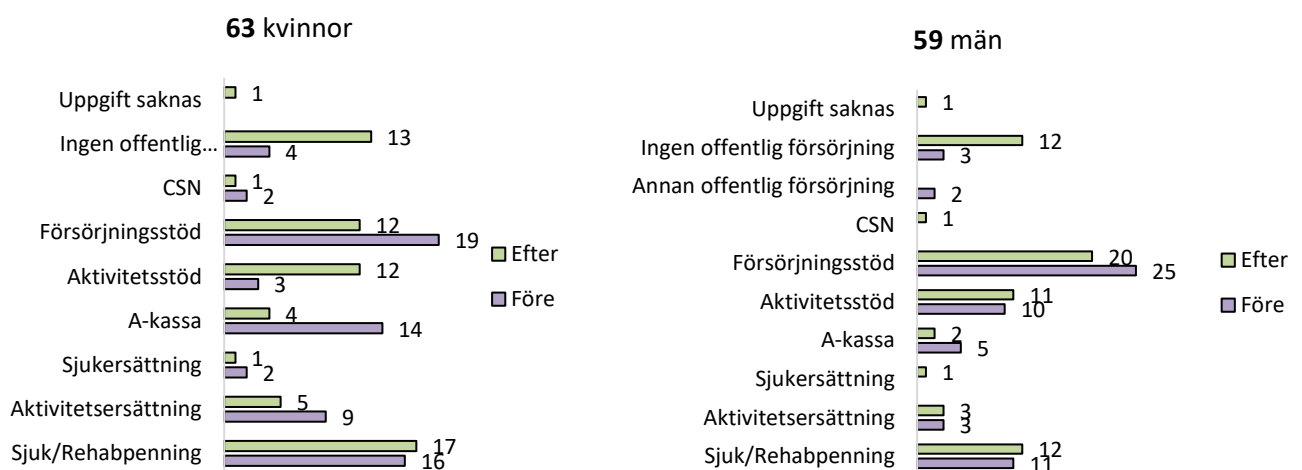 63 kvinnor
Uppgift saknas 1
Ingen offentlig... 13
4
CSN 1
2
Försörjningsstöd 12
19
Aktivitetsstöd 12
3
A-kassa 4
14
Sjukersättning 1
2
Aktivitetsersättning 5
9
Sjuk/Rehabpenning 17
16
Efter
Före
59 män
Uppgift saknas 1
Ingen offentlig försörjning 12
3
Annan offentlig försörjning 2
CSN 1
Försörjningsstöd 20
25
Aktivitetsstöd 11
10
A-kassa 2
5
Sjukersättning 1
Aktivitetsersättning 3
3
Sjuk/Rehabpenning 12
11
Efter
Före